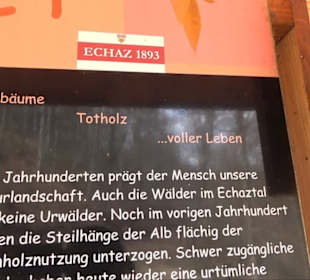 ECHAZ 1893
bäume
Totholz
...voller Leben
Jahrhunderten prägt der Mensch unsere
urlandschaft. Auch die Wälder im Echaztal
keine Urwälder. Noch im vorigen Jahrhundert
en die Steilhänge der Alb flächig der
nholznutzung unterzogen. Schwer zugängliche
heute wieder eine urtümliche